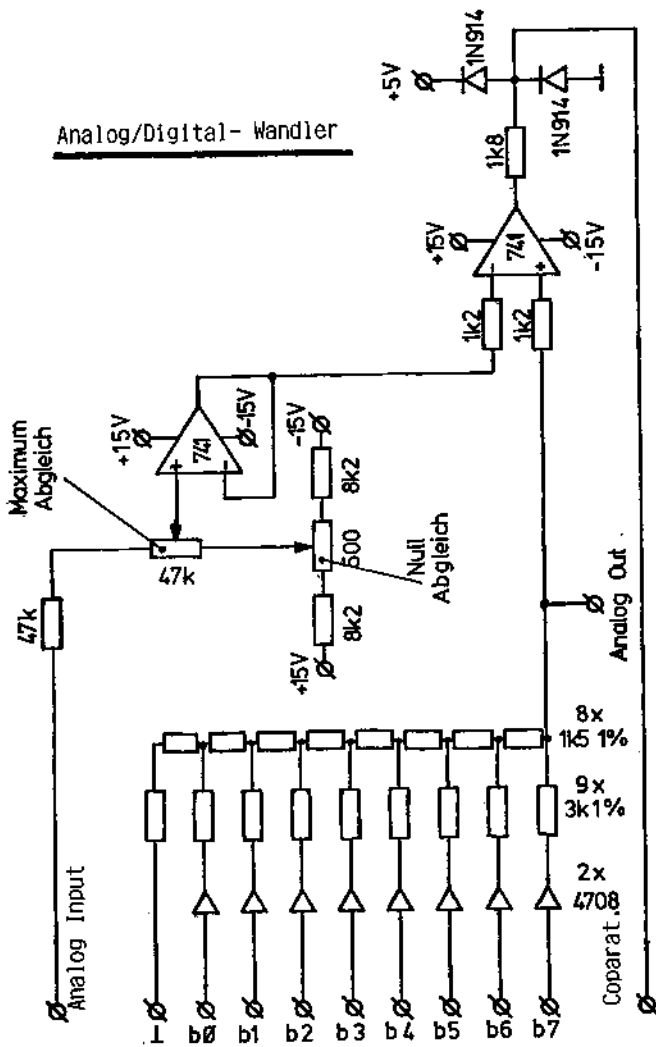 Analog/Digital- Wandler
+5V
1N914
1N914
1k8
+15V
741
-
+
-15V
1k2
1k2
Maximum
Abgleich
+15V
741
+
-
-15V
47k
47k
-15V
8k2
500
Null
Abgleich
8k2
+15V
Analog Out
8x
1k5 1%
9x
3k1%
2x
4708
Analog Input
⊥
bØ
b1
b2
b3
b4
b5
b6
b7
Coparat.